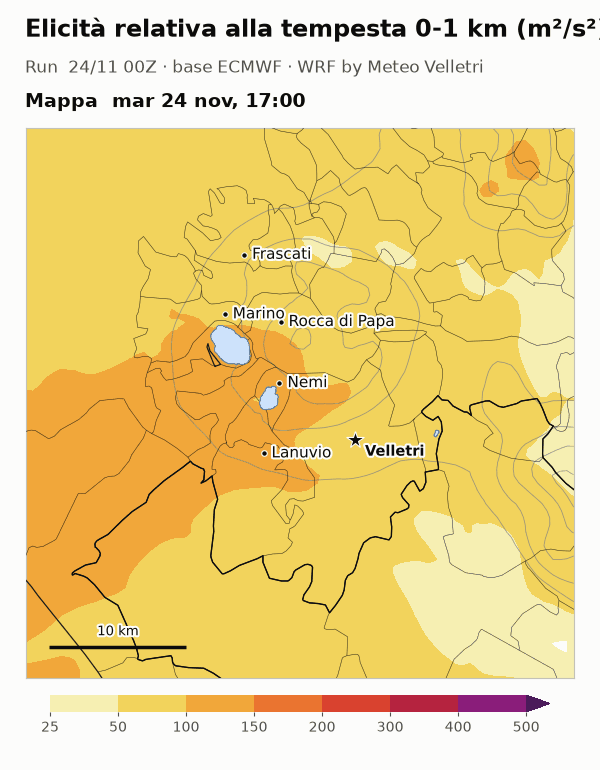 Elicità relativa alla tempesta 0-1 km (m²/s²)
Run 24/11 00Z · base ECMWF · WRF by Meteo Velletri
Mappa mar 24 nov, 17:00
Frascati
Marino
Rocca di Papa
Nemi
Velletri
Lanuvio
10 km
25 50 100 150 200 300 400 500